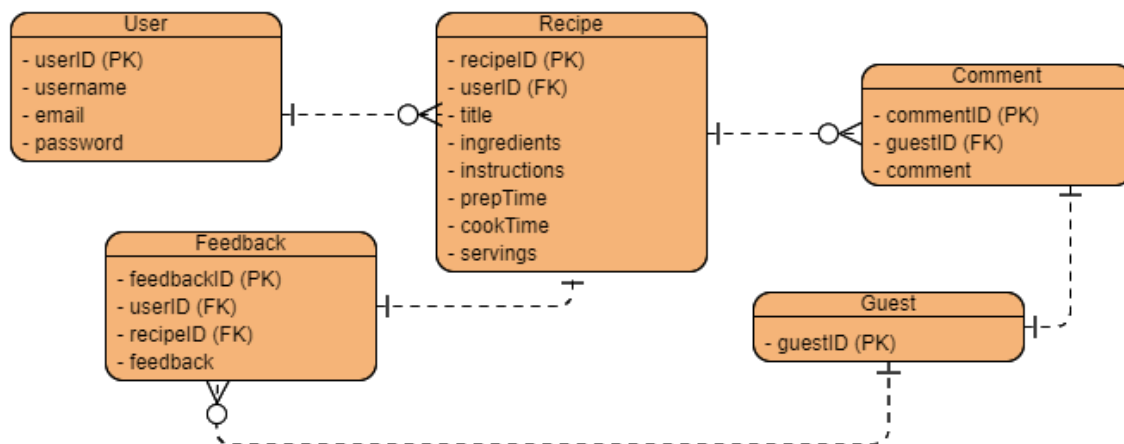 User
- userID (PK)
- username
- email
- password
Recipe
- recipeID (PK)
- userID (FK)
- title
- ingredients
- instructions
- prepTime
- cookTime
- servings
Comment
- commentID (PK)
- guestID (FK)
- comment
Feedback
- feedbackID (PK)
- userID (FK)
- recipeID (FK)
- feedback
Guest
- guestID (PK)